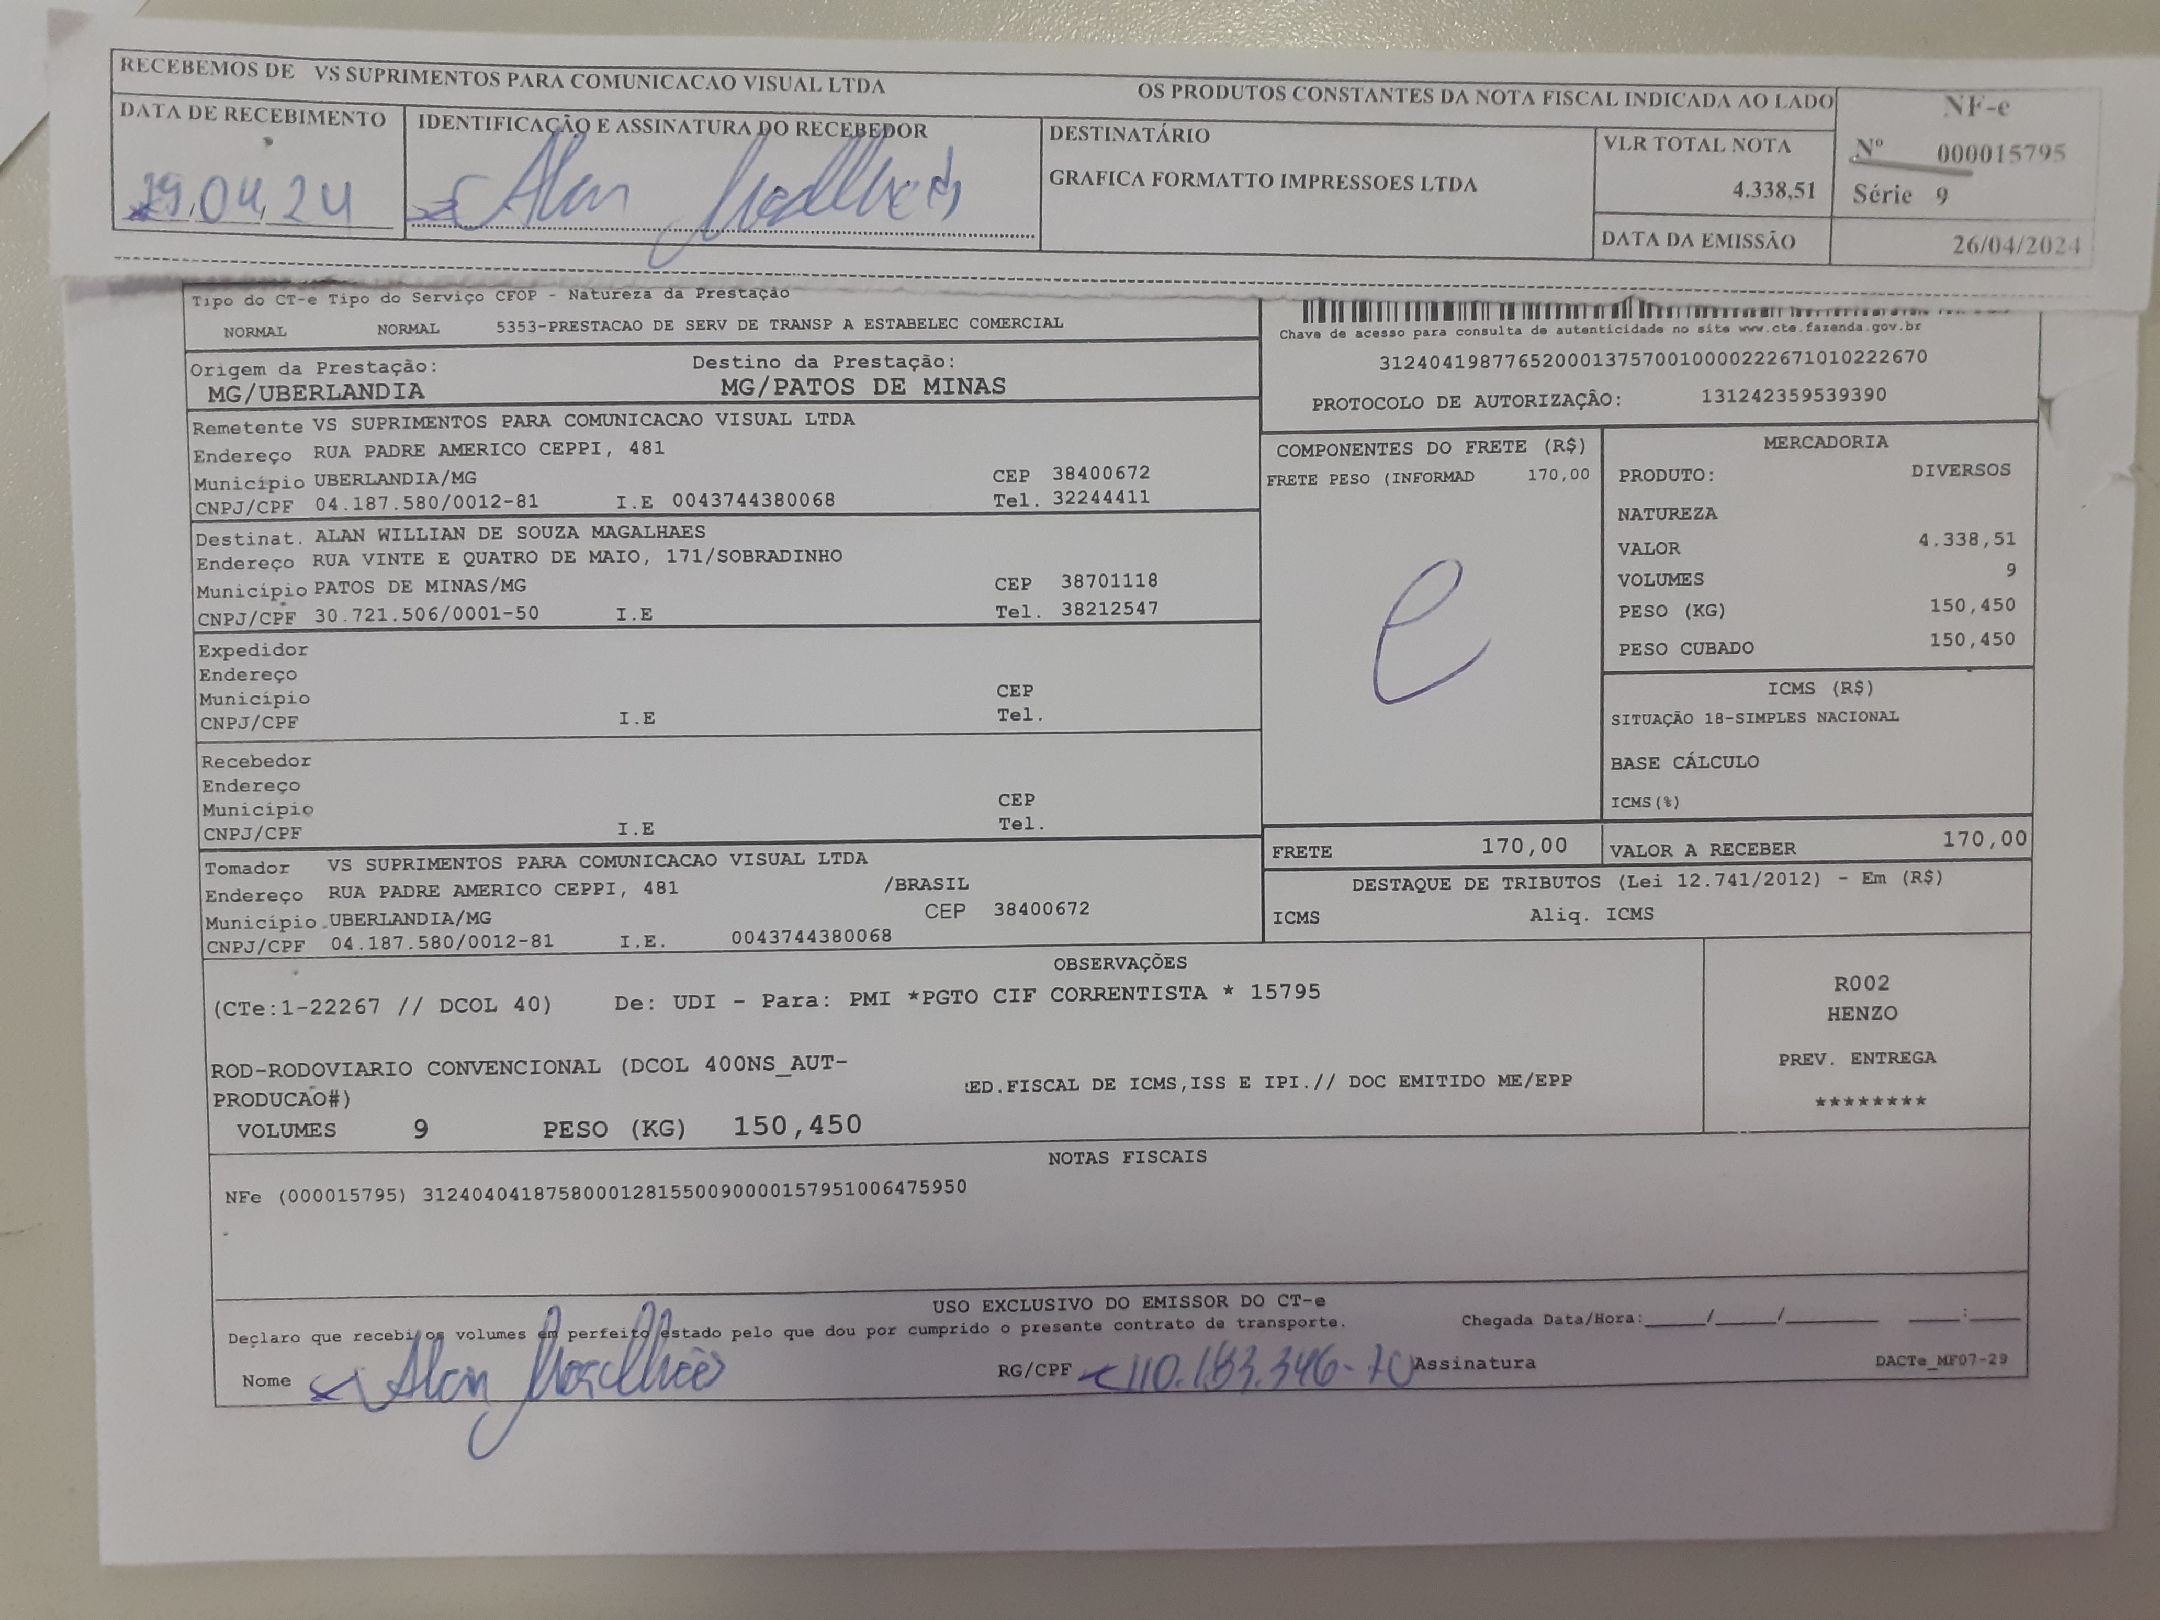 RECEBEMOS DE VS SUPRIMENTOS PARA COMUNICACAO VISUAL LTDA OS PRODUTOS CONSTANTES DA NOTA FISCAL INDICADA AO LADO
NF-e
Nº 000015795
Série 9
DATA DE RECEBIMENTO
29.04.24
IDENTIFICAÇÃO E ASSINATURA DO RECEBEDOR
Alan Magalhães
DESTINATÁRIO
GRAFICA FORMATTO IMPRESSOES LTDA
VLR TOTAL NOTA
4.338,51
DATA DA EMISSÃO 26/04/2024
Tipo do CT-e Tipo do Serviço CFOP - Natureza da Prestação
NORMAL NORMAL 5353-PRESTACAO DE SERV DE TRANSP A ESTABELEC COMERCIAL
Chave de acesso para consulta de autenticidade no site www.cte.fazenda.gov.br
31240419877652000137570010000222671010222670
PROTOCOLO DE AUTORIZAÇÃO: 131242359539390
Origem da Prestação: Destino da Prestação:
MG/UBERLANDIA MG/PATOS DE MINAS
Remetente VS SUPRIMENTOS PARA COMUNICACAO VISUAL LTDA
Endereço RUA PADRE AMERICO CEPPI, 481
Município UBERLANDIA/MG CEP 38400672
CNPJ/CPF 04.187.580/0012-81 I.E 0043744380068 Tel. 32244411
Destinat. ALAN WILLIAN DE SOUZA MAGALHAES
Endereço RUA VINTE E QUATRO DE MAIO, 171/SOBRADINHO
Município PATOS DE MINAS/MG CEP 38701118
CNPJ/CPF 30.721.506/0001-50 I.E Tel. 38212547
Expedidor
Endereço
Município CEP
CNPJ/CPF I.E Tel.
Recebedor
Endereço
Município CEP
CNPJ/CPF I.E Tel.
Tomador VS SUPRIMENTOS PARA COMUNICACAO VISUAL LTDA
Endereço RUA PADRE AMERICO CEPPI, 481 /BRASIL
Município UBERLANDIA/MG CEP 38400672
CNPJ/CPF 04.187.580/0012-81 I.E. 0043744380068
COMPONENTES DO FRETE (R$)
FRETE PESO (INFORMAD 170,00
e
MERCADORIA
PRODUTO: DIVERSOS
NATUREZA
VALOR 4.338,51
VOLUMES 9
PESO (KG) 150,450
PESO CUBADO 150,450
ICMS (R$)
SITUAÇÃO 18-SIMPLES NACIONAL
BASE CÁLCULO
ICMS(%)
FRETE 170,00 VALOR A RECEBER 170,00
DESTAQUE DE TRIBUTOS (Lei 12.741/2012) - Em (R$)
ICMS Aliq. ICMS
OBSERVAÇÕES
(CTe:1-22267 // DCOL 40) De: UDI - Para: PMI *PGTO CIF CORRENTISTA * 15795
ROD-RODOVIARIO CONVENCIONAL (DCOL 400NS_AUT-
PRODUCAO#) ED.FISCAL DE ICMS,ISS E IPI.// DOC EMITIDO ME/EPP
VOLUMES 9 PESO (KG) 150,450
R002
HENZO
PREV. ENTREGA
********
NOTAS FISCAIS
NFe (000015795) 31240404187580001281550090000157951006475950
USO EXCLUSIVO DO EMISSOR DO CT-e
Declaro que recebi os volumes em perfeito estado pelo que dou por cumprido o presente contrato de transporte. Chegada Data/Hora:____/____/______ ____:____
Nome Alan Magalhães RG/CPF 110.183.346-70 Assinatura DACTe_MF07-29